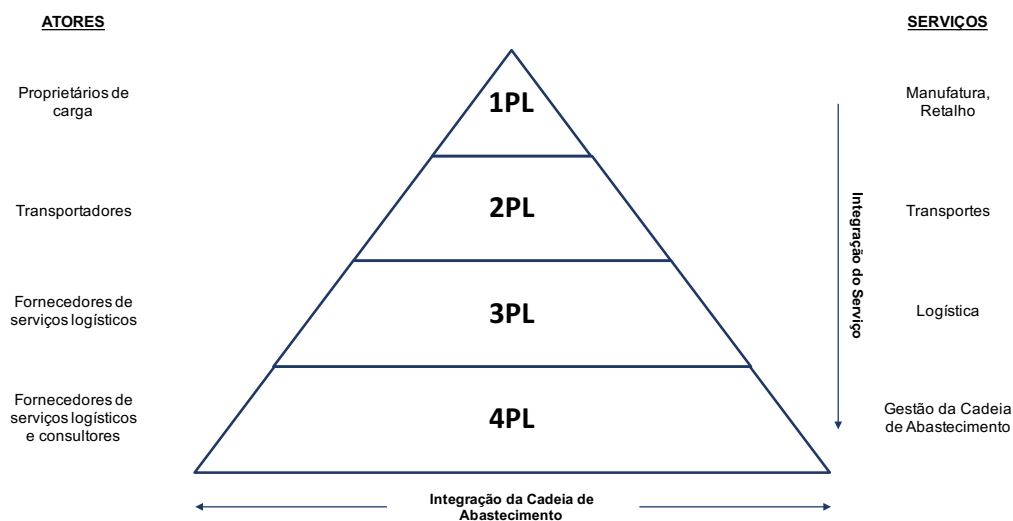 ATORES
SERVIÇOS
Proprietários de
carga
1PL
Manufatura,
Retalho
Transportadores
2PL
Transportes
Integração do Serviço
Fornecedores de
serviços logísticos
3PL
Logística
Fornecedores de
serviços logísticos
e consultores
4PL
Gestão da Cadeia
de Abastecimento
Integração da Cadeia de
Abastecimento